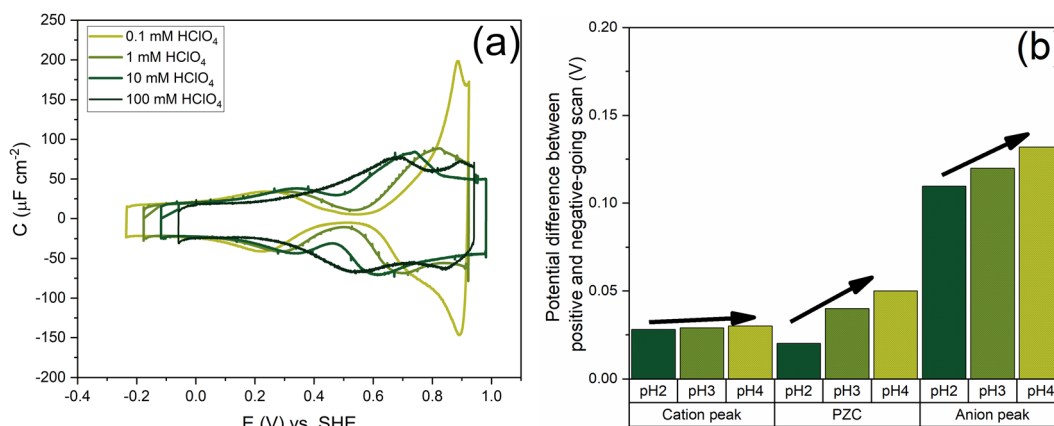 (a)
0.1 mM HClO₄
1 mM HClO₄
10 mM HClO₄
100 mM HClO₄
C (μF cm⁻²)
250
200
150
100
50
0
-50
-100
-150
-200
-0.4 -0.2 0.0 0.2 0.4 0.6 0.8 1.0
E (V) vs. SHE
(b)
Potential difference between
positive and negative-going scan (V)
0.20
0.15
0.10
0.05
0.00
pH2 pH3 pH4 pH2 pH3 pH4 pH2 pH3 pH4
Cation peak PZC Anion peak